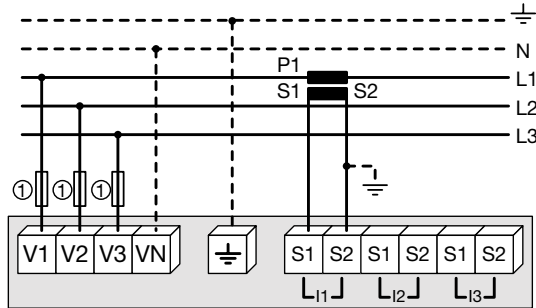 N
P1
L1
S1 S2
L2
L3
① ① ①
V1 V2 V3 VN S1 S2 S1 S2 S1 S2
I1 I2 I3